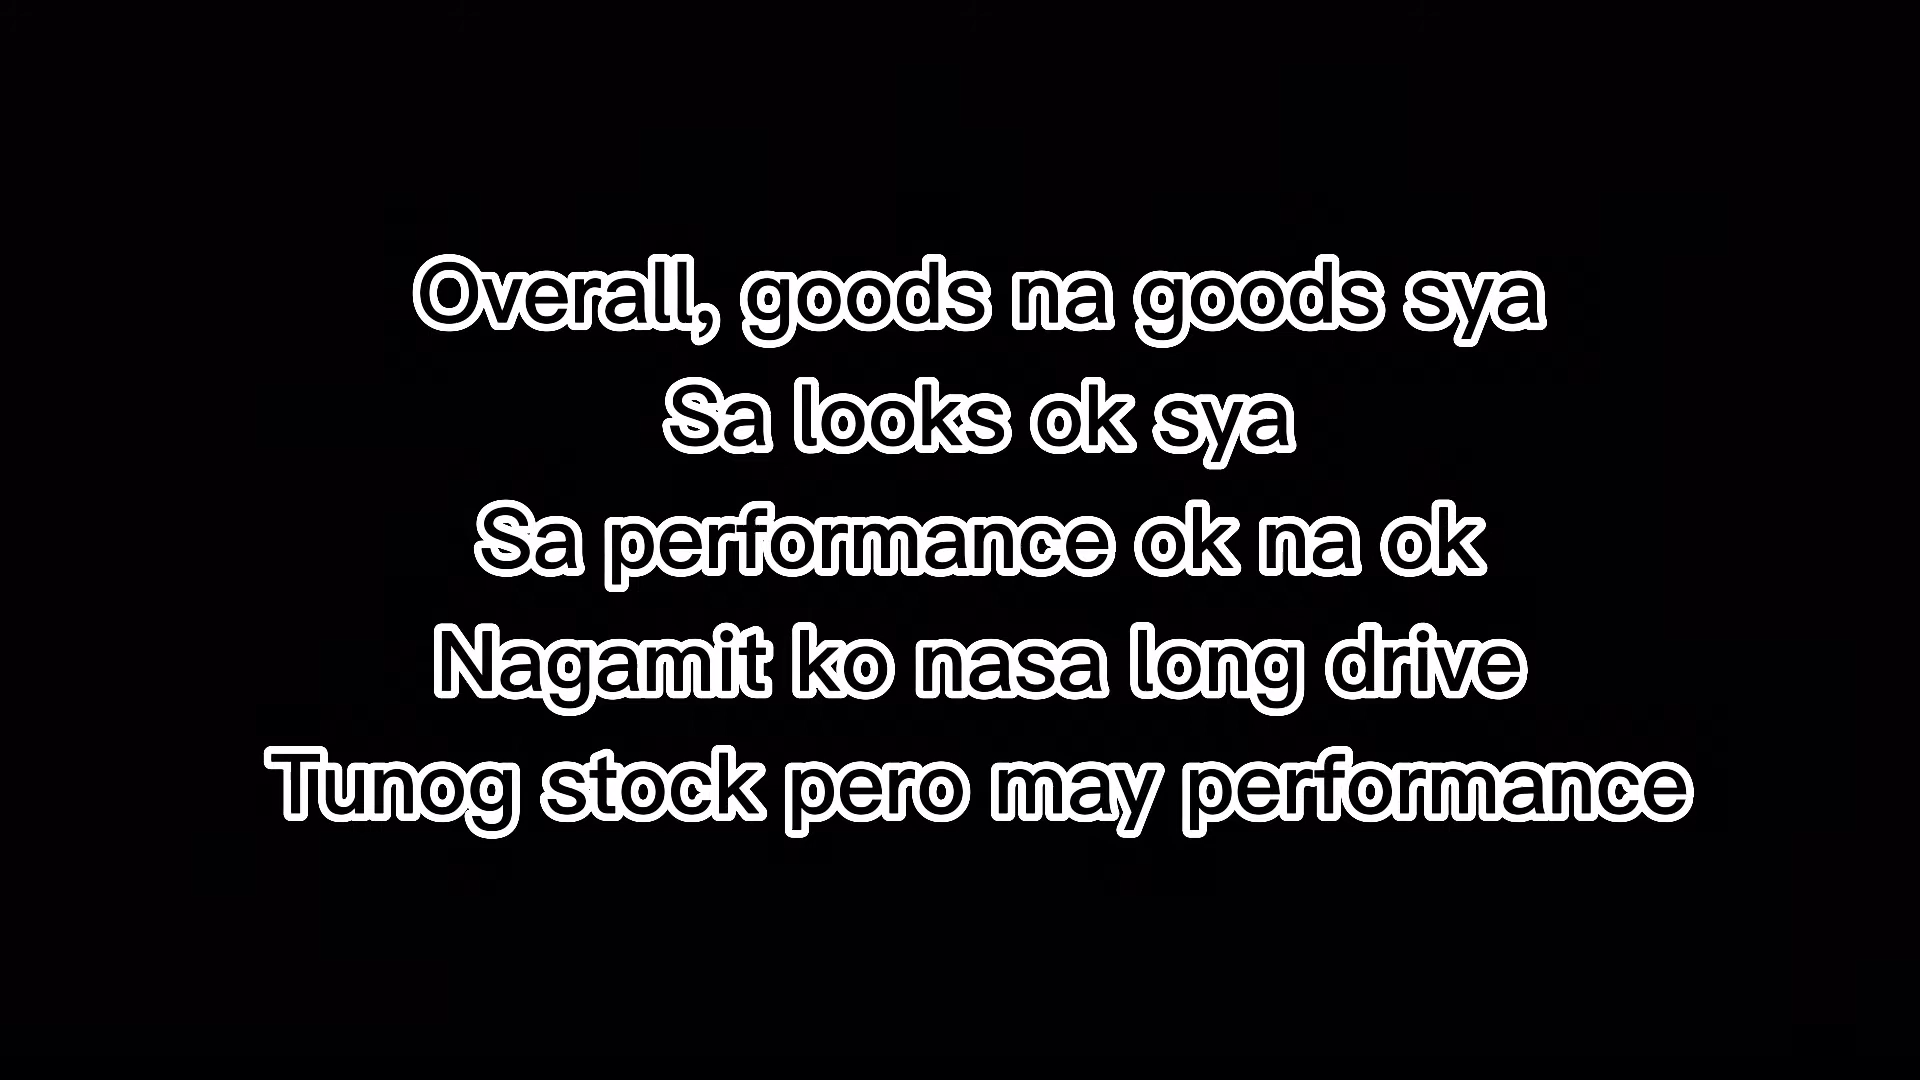 Overall, goods na goods sya
Sa looks ok sya
Sa performance ok na ok
Nagamit ko nasa long drive
Tunog stock pero may performance